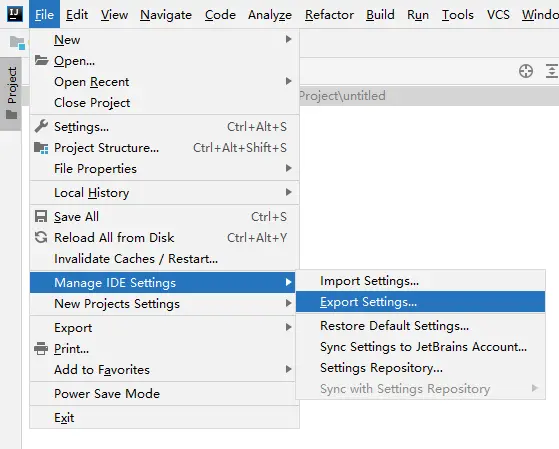 IJ File Edit View Navigate Code Analyze Refactor Build Run Tools VCS Windo
Project
New
Open...
Open Recent
Project\untitled
Close Project
Settings... Ctrl+Alt+S
Project Structure... Ctrl+Alt+Shift+S
File Properties
Local History
Save All Ctrl+S
Reload All from Disk Ctrl+Alt+Y
Invalidate Caches / Restart...
Manage IDE Settings
New Projects Settings
Export
Print...
Add to Favorites
Power Save Mode
Exit
Import Settings...
Export Settings...
Restore Default Settings...
Sync Settings to JetBrains Account...
Settings Repository...
Sync with Settings Repository